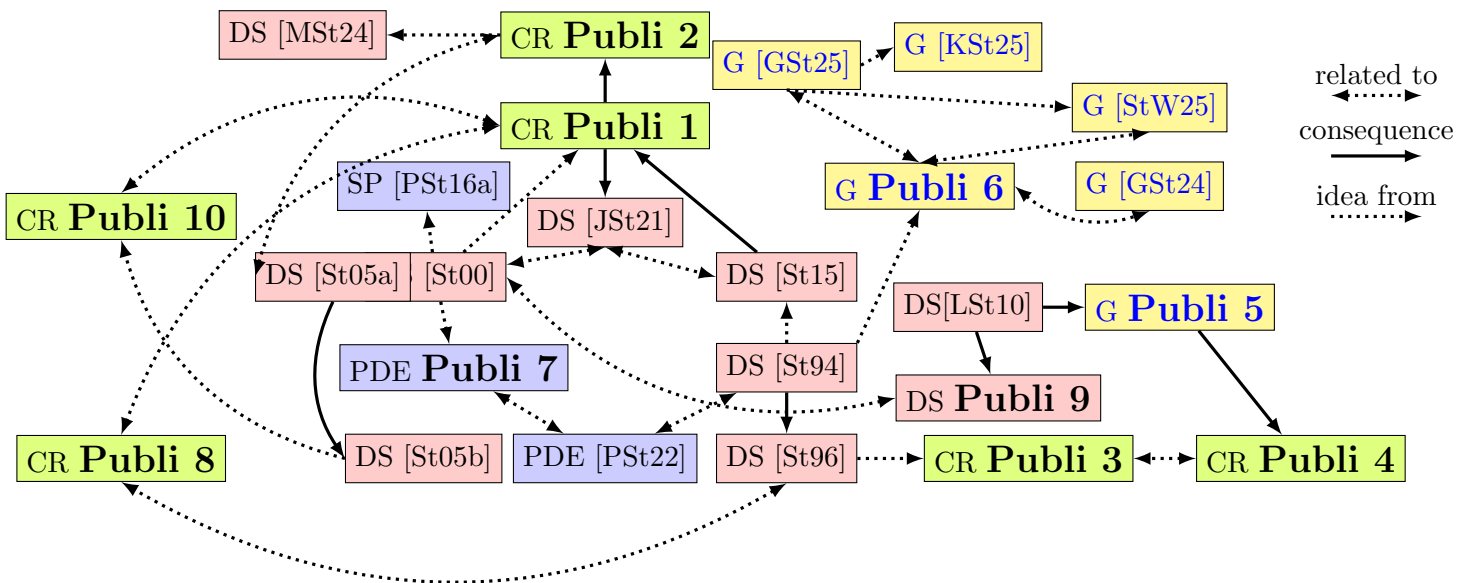 DS [MSt24]
CR Publi 2
G [GSt25]
G [KSt25]
related to
G [StW25]
CR Publi 1
consequence
SP [PSt16a]
G Publi 6
G [GSt24]
idea from
CR Publi 10
DS [JSt21]
DS [St05a]
[St00]
DS [St15]
DS[LSt10]
G Publi 5
PDE Publi 7
DS [St94]
DS Publi 9
CR Publi 8
DS [St05b]
PDE [PSt22]
DS [St96]
CR Publi 3
CR Publi 4